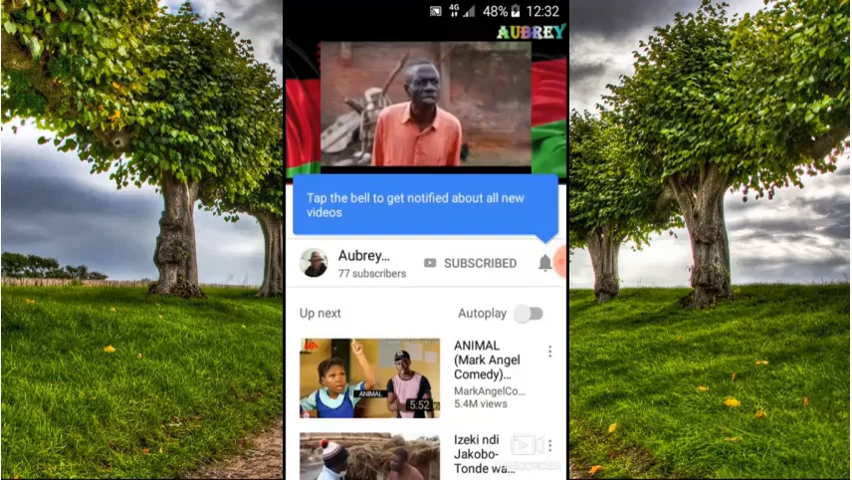 4G 48% 12:32
AUBREY
Tap the bell to get notified about all new
videos
Aubrey...
77 subscribers
SUBSCRIBED
Up next
Autoplay
ANIMAL
(Mark Angel
Comedy)...
MarkAngelCo...
5.4M views
ANIMAL
5:52
Izeki ndi
Jakobo-
Tonde wa...
RECORDER